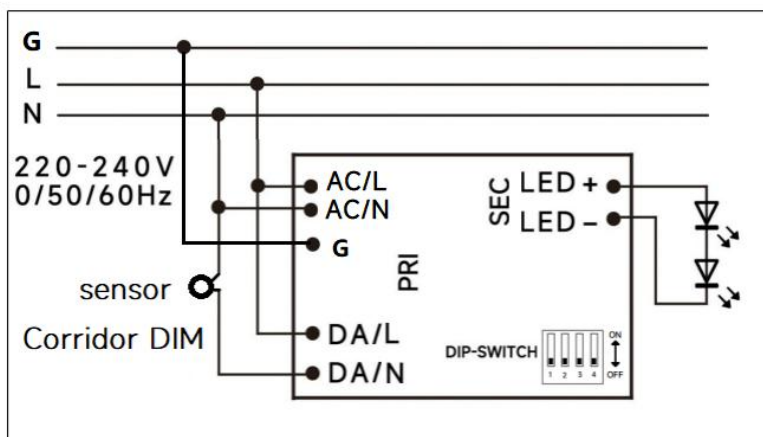 G
L
N
220-240V
0/50/60Hz
AC/L
AC/N
G
PRI
SEC
LED +
LED -
sensor
Corridor DIM
DA/L
DA/N
DIP-SWITCH
ON
1 2 3 4
OFF